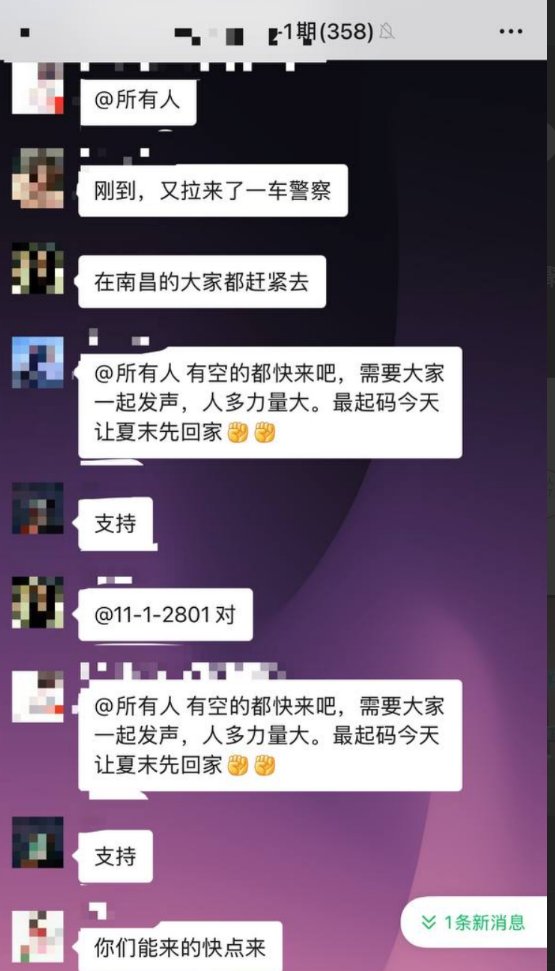 -1期(358)
@所有人
刚到，又拉来了一车警察
在南昌的大家都赶紧去
@所有人 有空的都快来吧，需要大家
一起发声，人多力量大。最起码今天
让夏末先回家✊✊
支持
@11-1-2801 对
@所有人 有空的都快来吧，需要大家
一起发声，人多力量大。最起码今天
让夏末先回家✊✊
支持
1条新消息
你们能来的快点来